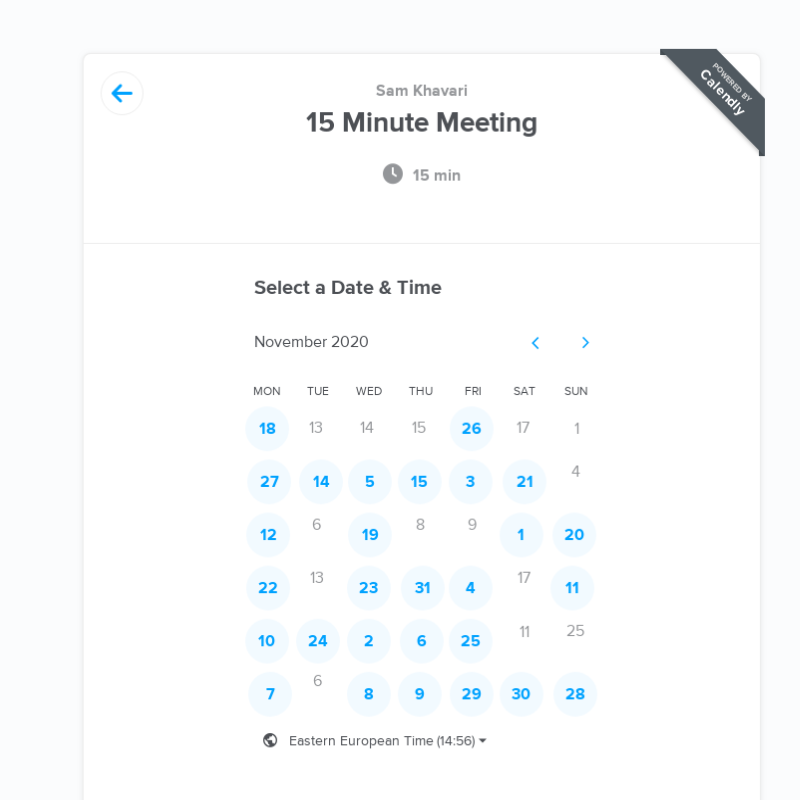 POWERED BY
Calendly
Sam Khavari
15 Minute Meeting
15 min
Select a Date & Time
November 2020
MON TUE WED THU FRI SAT SUN
18 13 14 15 26 17 1
27 14 5 15 3 21 4
12 6 19 8 9 1 20
22 13 23 31 4 17 11
10 24 2 6 25 11 25
7 6 8 9 29 30 28
Eastern European Time (14:56)